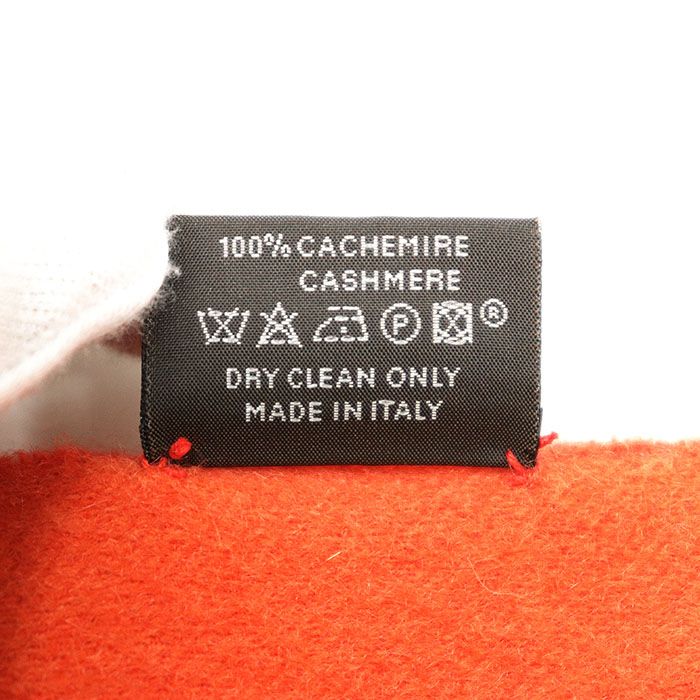 100% CACHEMIRE
CASHMERE
P ®
DRY CLEAN ONLY
MADE IN ITALY